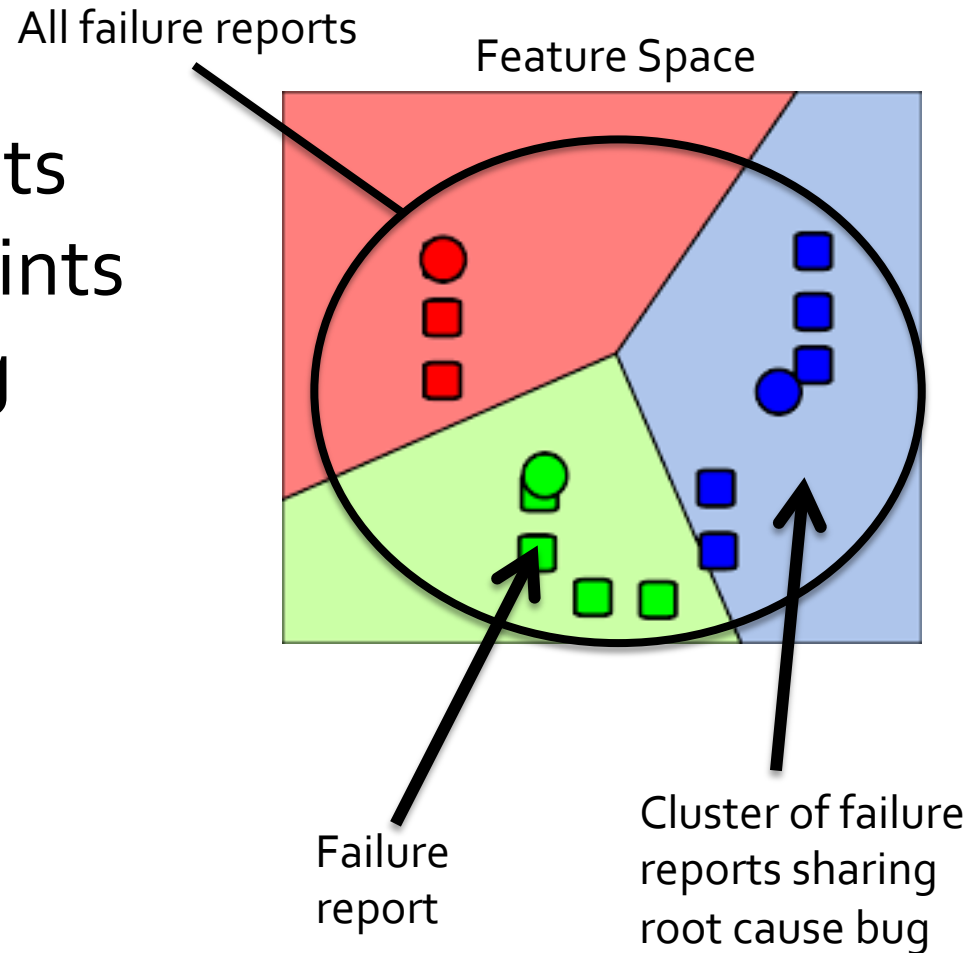 All failure reports
Feature Space
ts
ints
g
Failure
report
Cluster of failure
reports sharing
root cause bug